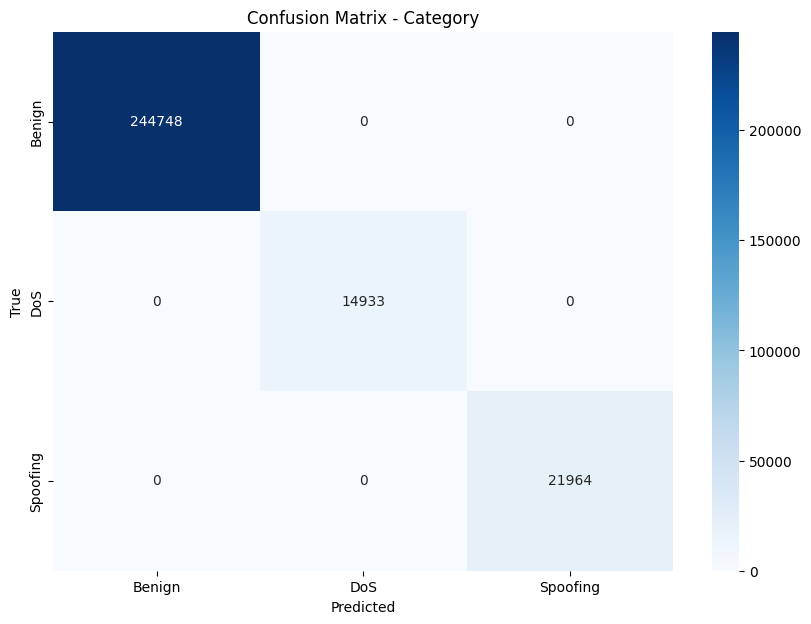 Confusion Matrix - Category
Benign
244748
0
0
200000
150000
True
DoS
0
14933
0
100000
50000
Spoofing
0
0
21964
0
Benign
DoS
Spoofing
Predicted